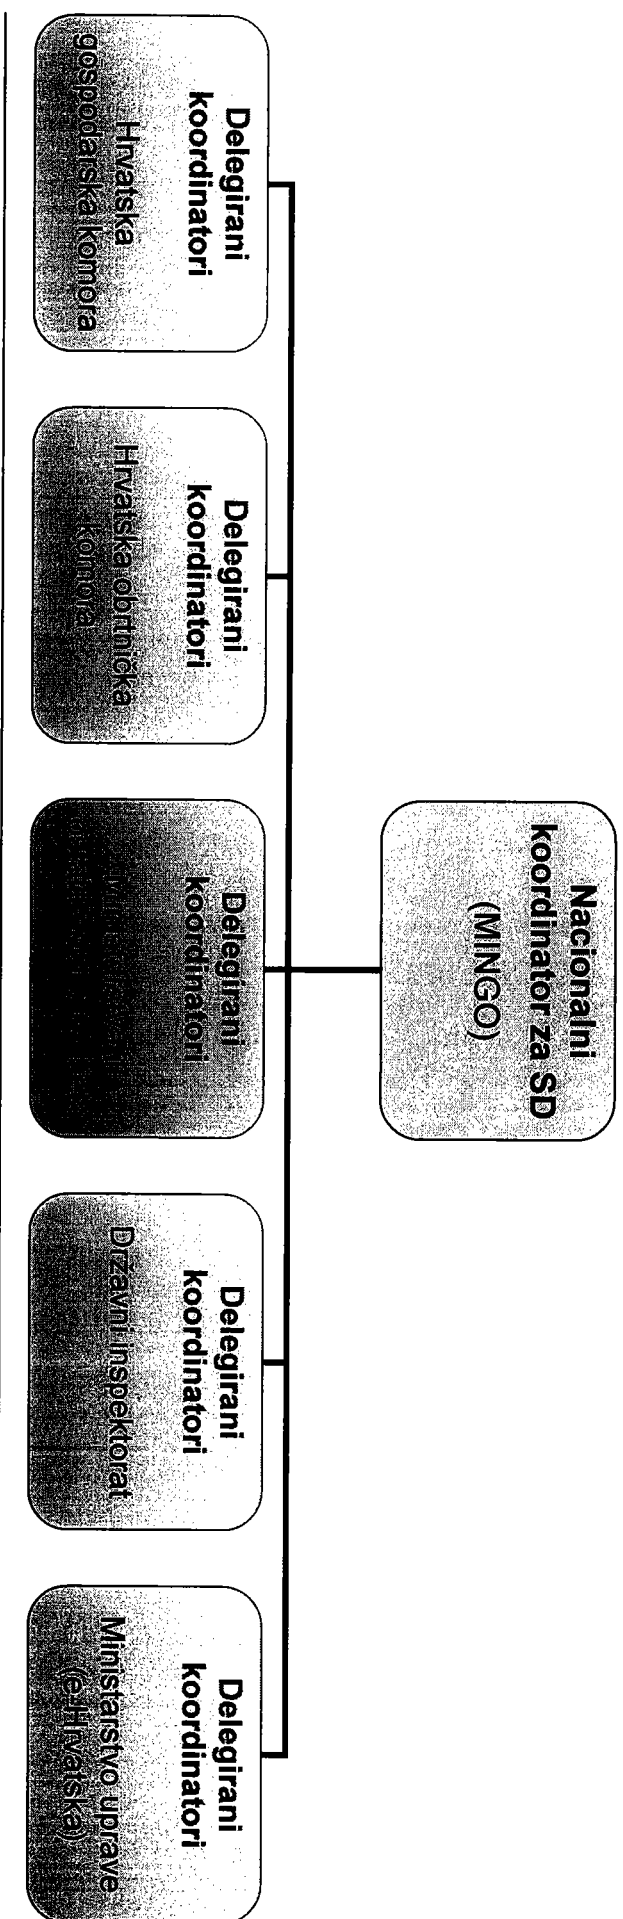 Nacionalni
koordinator za SD
(MINGO)
Delegirani
koordinatori
Hrvatska
gospodarska komora
Delegirani
koordinatori
Hrvatska obrtnička
komora
Delegirani
koordinatori
Delegirani
koordinatori
Državni inspektorat
Delegirani
koordinatori
Ministarstvo uprave
(e-Hrvatska)